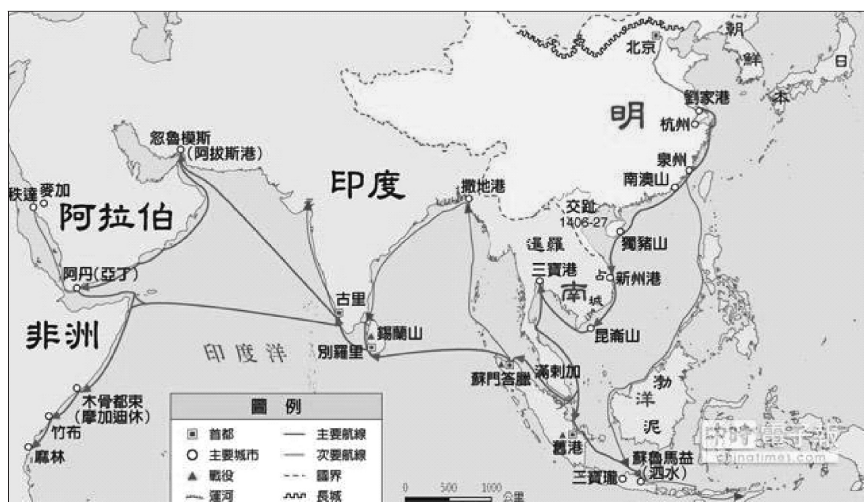 北京
朝鮮
日本
劉家港
明
杭州
忽魯模斯
(阿拔斯港)
泉州
印度
撒地港
南澳山
秩達
麥加
交趾
1406-27
阿拉伯
暹羅
獨豬山
三寶港
占城
新州港
阿丹(亞丁)
南
古里
昆崙山
錫蘭山
非洲
印度洋
別羅里
滿剌加
蘇門答臘
渤泥
洋
木骨都束
(摩加迪休)
竹布
麻林
舊港
蘇魯馬益
(泗水)
三寶瓏
圖例
首都
主要航線
主要城市
次要航線
戰役
國界
運河
長城
0 500 1000
公里
中時電子報
chinatimes.com